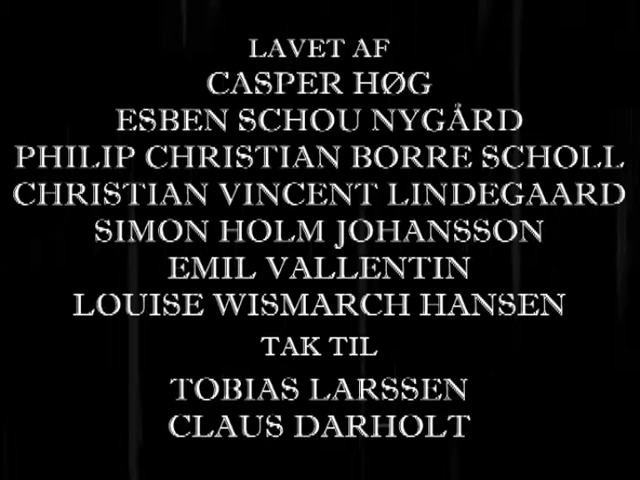 LAVET AF
CASPER HØG
ESBEN SCHOU NYGÅRD
PHILIP CHRISTIAN BORRE SCHOLL
CHRISTIAN VINCENT LINDEGAARD
SIMON HOLM JOHANSSON
EMIL VALLENTIN
LOUISE WISMARCH HANSEN
TAK TIL
TOBIAS LARSSEN
CLAUS DARHOLT